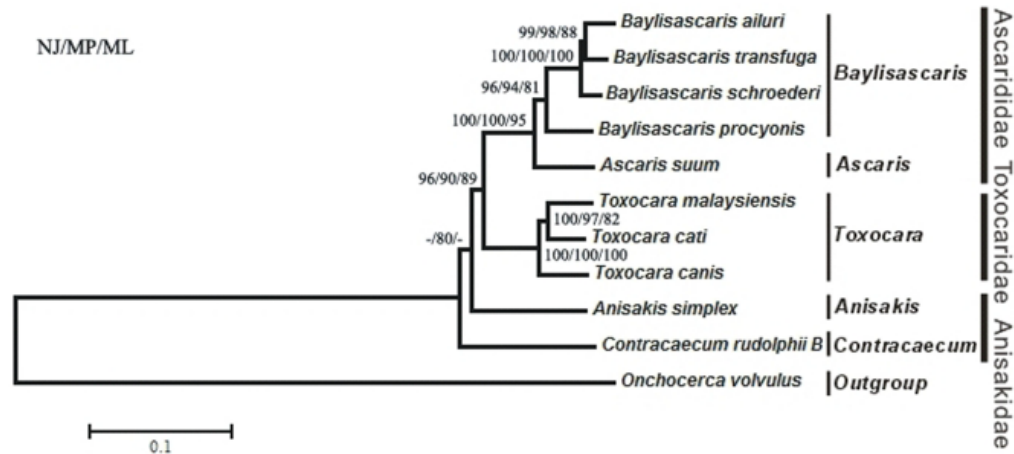 NJ/MP/ML
99/98/88
100/100/100
96/94/81
100/100/95
96/90/89
-/80/-
100/97/82
100/100/100
Baylisascaris ailuri
Baylisascaris transfuga
Baylisascaris schroederi
Baylisascaris procyonis
Ascaris suum
Toxocara malaysiensis
Toxocara cati
Toxocara canis
Anisakis simplex
Contracaecum rudolphii B
Onchocerca volvulus
Baylisascaris
Ascaris
Toxocara
Anisakis
Contracaecum
Outgroup
Ascarididae
Toxocaridae
Anisakidae
0.1